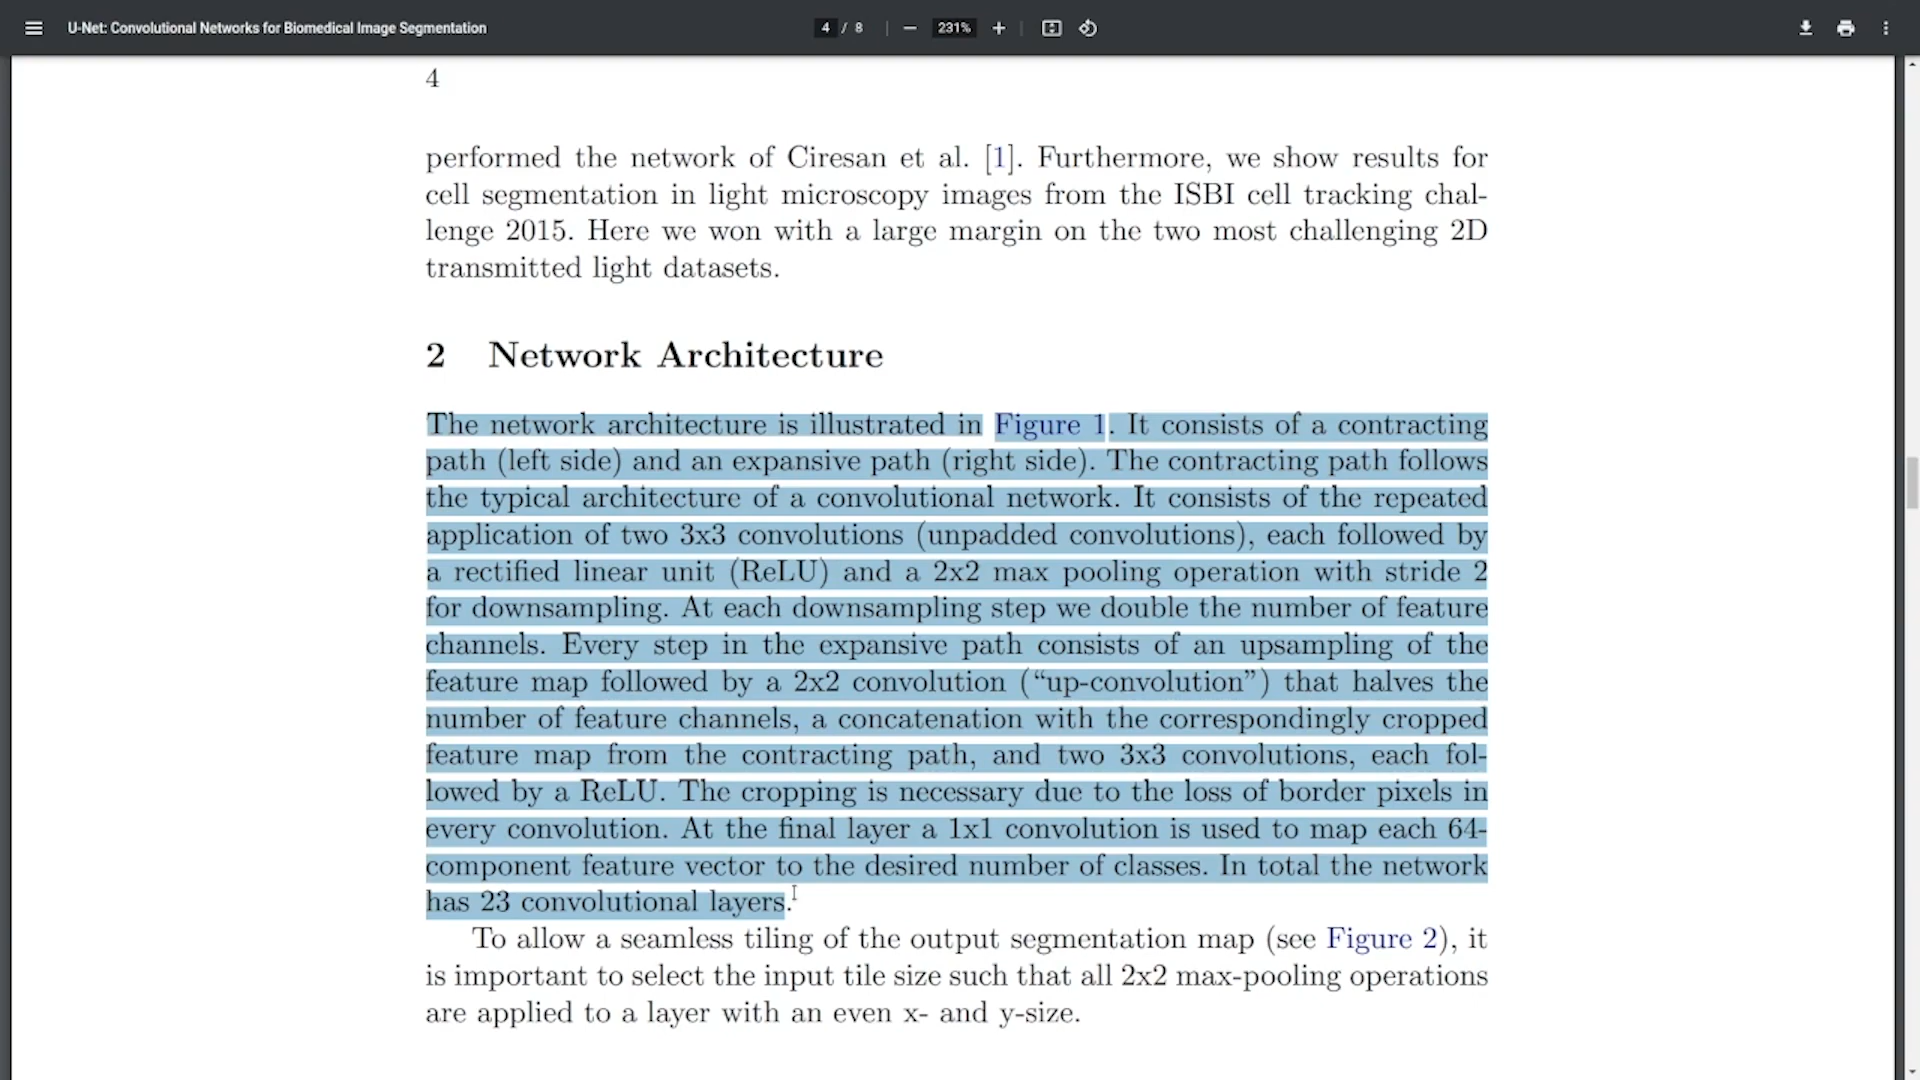 U-Net: Convolutional Networks for Biomedical Image Segmentation
4 / 8
231%
4
performed the network of Ciresan et al. [1]. Furthermore, we show results for
cell segmentation in light microscopy images from the ISBI cell tracking chal-
lenge 2015. Here we won with a large margin on the two most challenging 2D
transmitted light datasets.
2 Network Architecture
The network architecture is illustrated in Figure 1. It consists of a contracting
path (left side) and an expansive path (right side). The contracting path follows
the typical architecture of a convolutional network. It consists of the repeated
application of two 3x3 convolutions (unpadded convolutions), each followed by
a rectified linear unit (ReLU) and a 2x2 max pooling operation with stride 2
for downsampling. At each downsampling step we double the number of feature
channels. Every step in the expansive path consists of an upsampling of the
feature map followed by a 2x2 convolution (“up-convolution”) that halves the
number of feature channels, a concatenation with the correspondingly cropped
feature map from the contracting path, and two 3x3 convolutions, each fol-
lowed by a ReLU. The cropping is necessary due to the loss of border pixels in
every convolution. At the final layer a 1x1 convolution is used to map each 64-
component feature vector to the desired number of classes. In total the network
has 23 convolutional layers.
To allow a seamless tiling of the output segmentation map (see Figure 2), it
is important to select the input tile size such that all 2x2 max-pooling operations
are applied to a layer with an even x- and y-size.